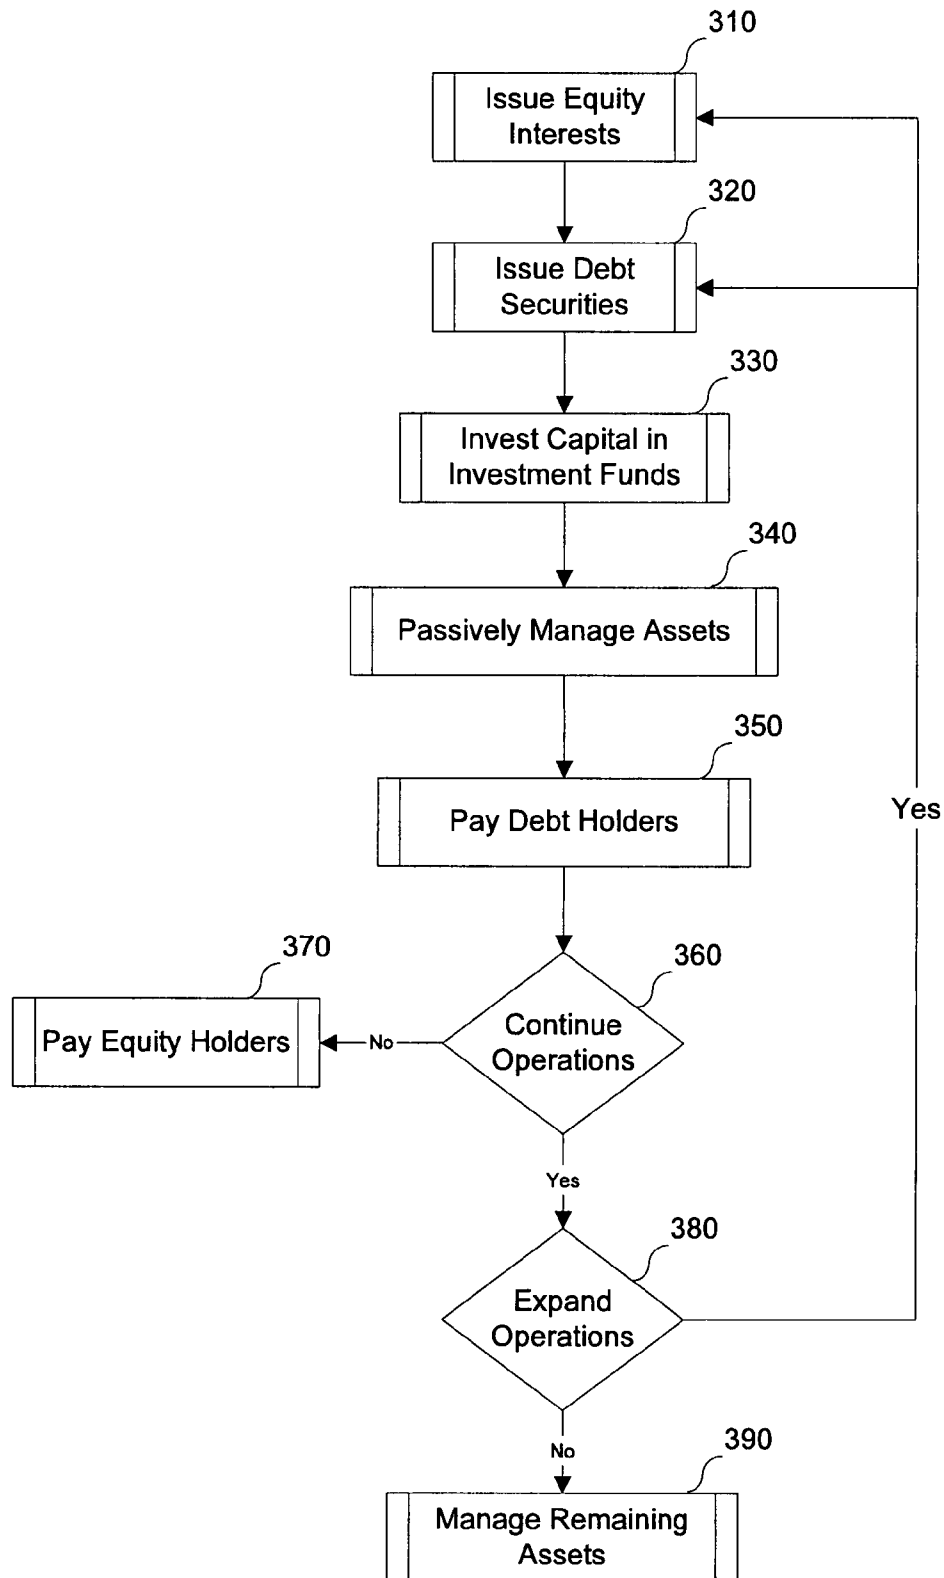 310
Issue Equity
Interests
320
Issue Debt
Securities
330
Invest Capital in
Investment Funds
340
Passively Manage Assets
350
Pay Debt Holders
Yes
360
Continue
Operations
370
Pay Equity Holders
No
Yes
380
Expand
Operations
No
390
Manage Remaining
Assets